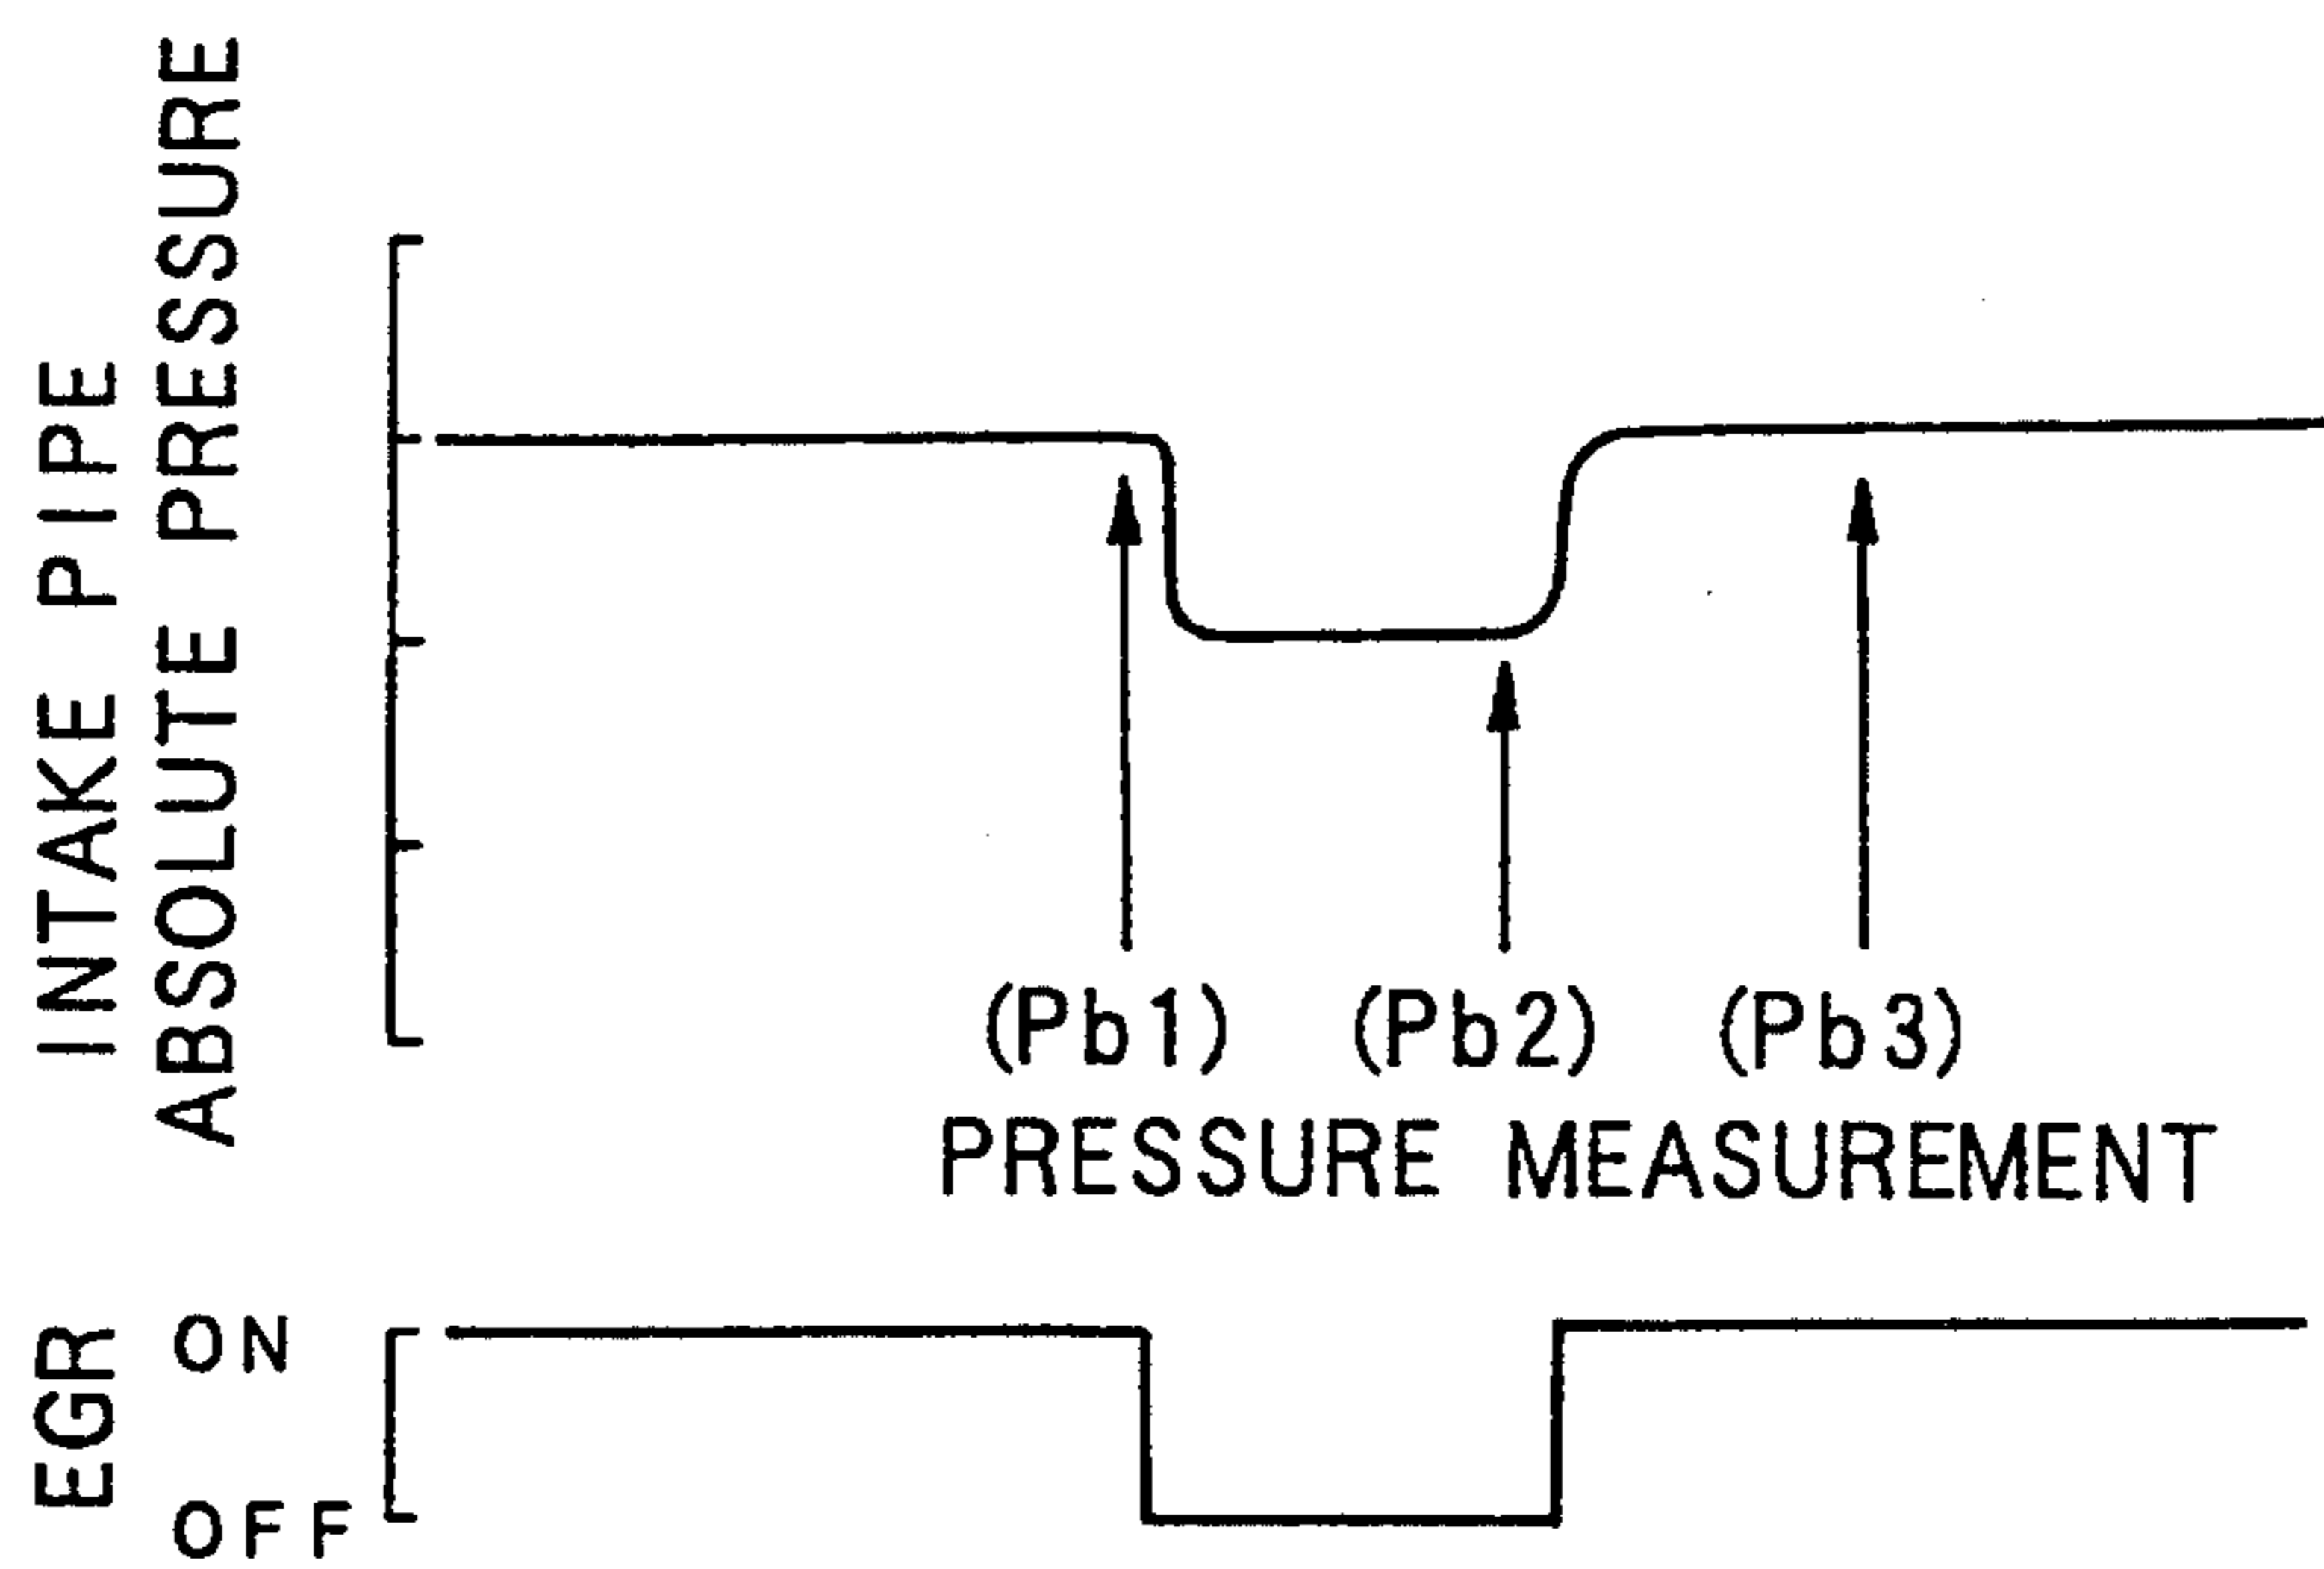 INTAKE PIPE
ABSOLUTE PRESSURE
(Pb1) (Pb2) (Pb3)
PRESSURE MEASUREMENT
EGR
ON
OFF